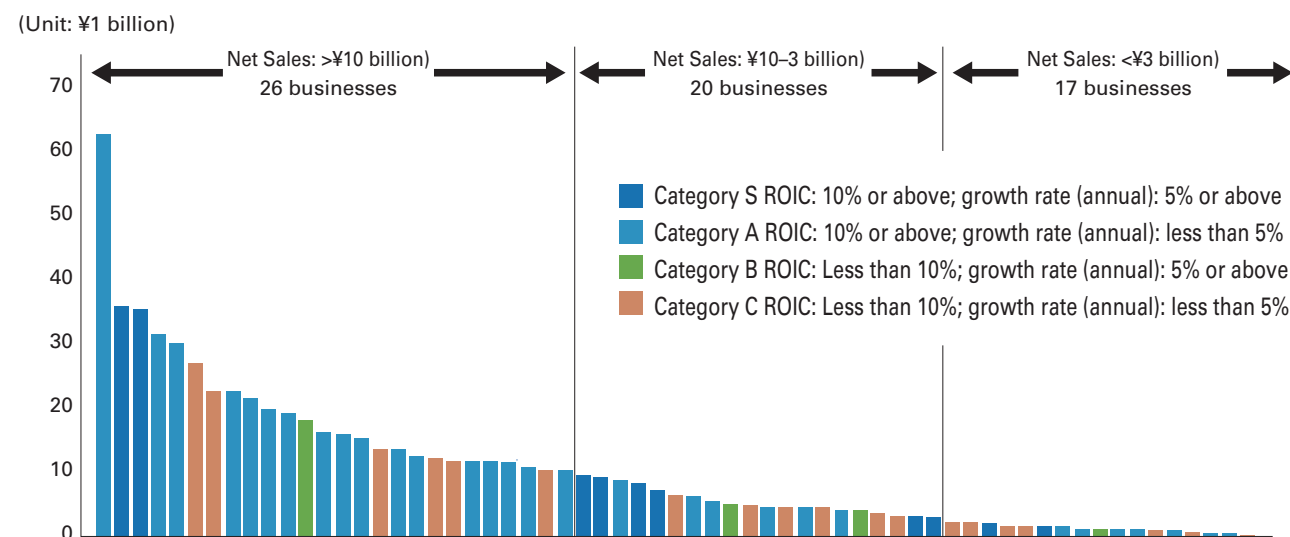 (Unit: ¥1 billion)
Net Sales: >¥10 billion)
26 businesses
Net Sales: ¥10–3 billion)
20 businesses
Net Sales: <¥3 billion)
17 businesses
70
60
50
40
30
20
10
0
Category S ROIC: 10% or above; growth rate (annual): 5% or above
Category A ROIC: 10% or above; growth rate (annual): less than 5%
Category B ROIC: Less than 10%; growth rate (annual): 5% or above
Category C ROIC: Less than 10%; growth rate (annual): less than 5%